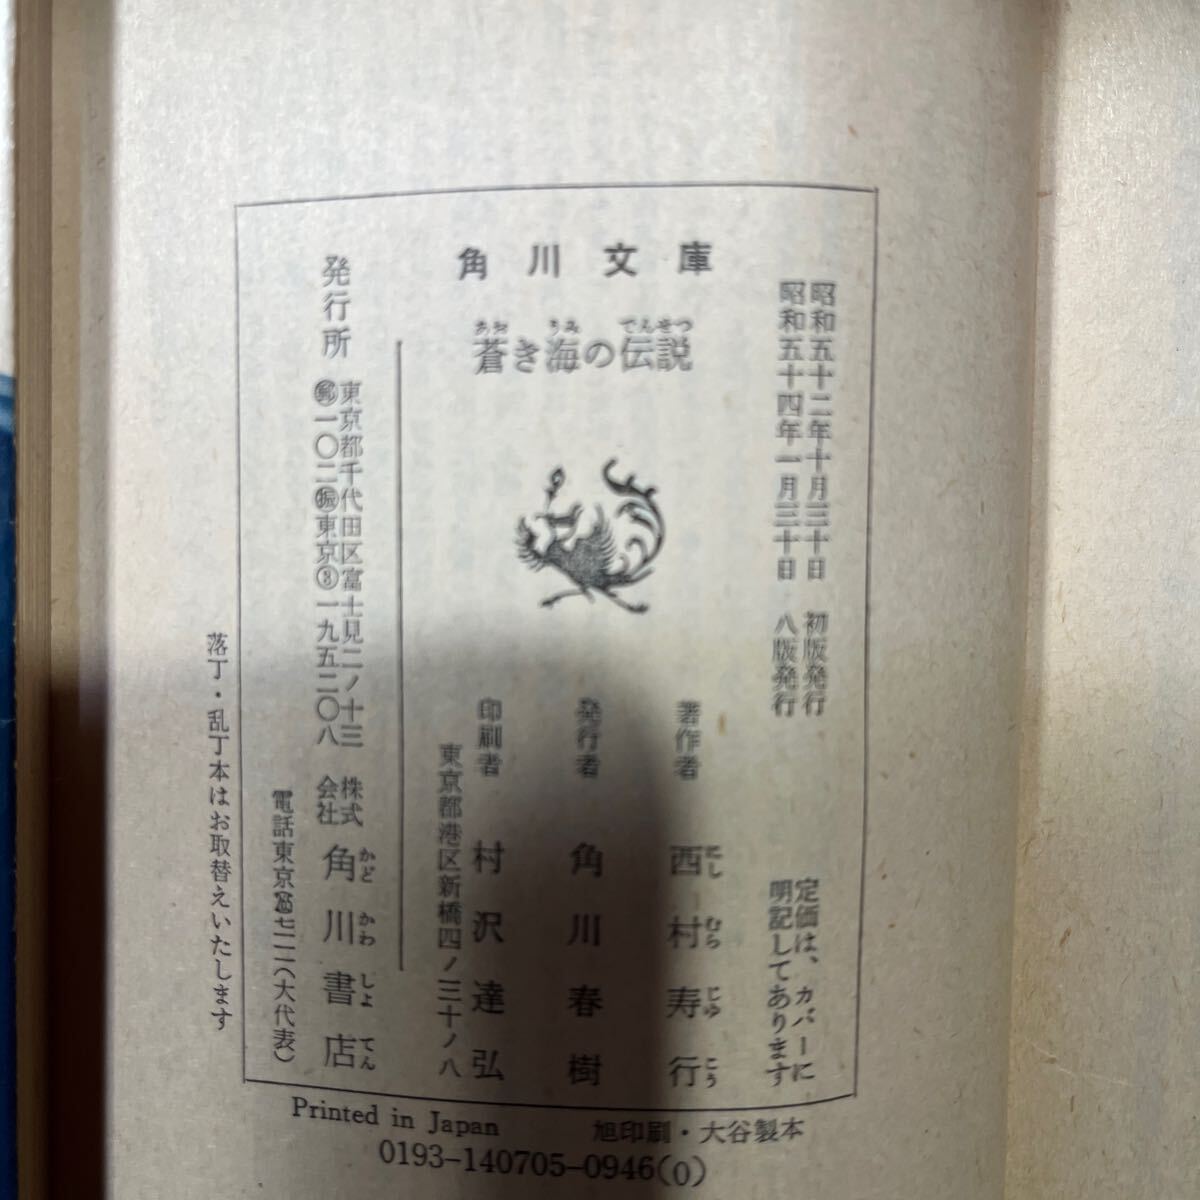 角川文庫
蒼き海の伝説
あお うみ でんせつ
昭和五十二年十月三十日 初版発行
昭和五十四年一月三十日 八版発行
定価は、カバーに
明記してあります
著作者 西村寿行
にし むら じゅ こう
発行者 角川春樹
印刷者 村沢達弘
東京都港区新橋四ノ三十ノ八
発行所
東京都千代田区富士見二ノ十三
郵一〇二振東京③一九五二〇八
株式会社 角川書店
かど かわ しょ てん
電話東京 七一一一(大代表)
落丁・乱丁本はお取替えいたします
Printed in Japan 旭印刷・大谷製本
0193-140705-0946(0)